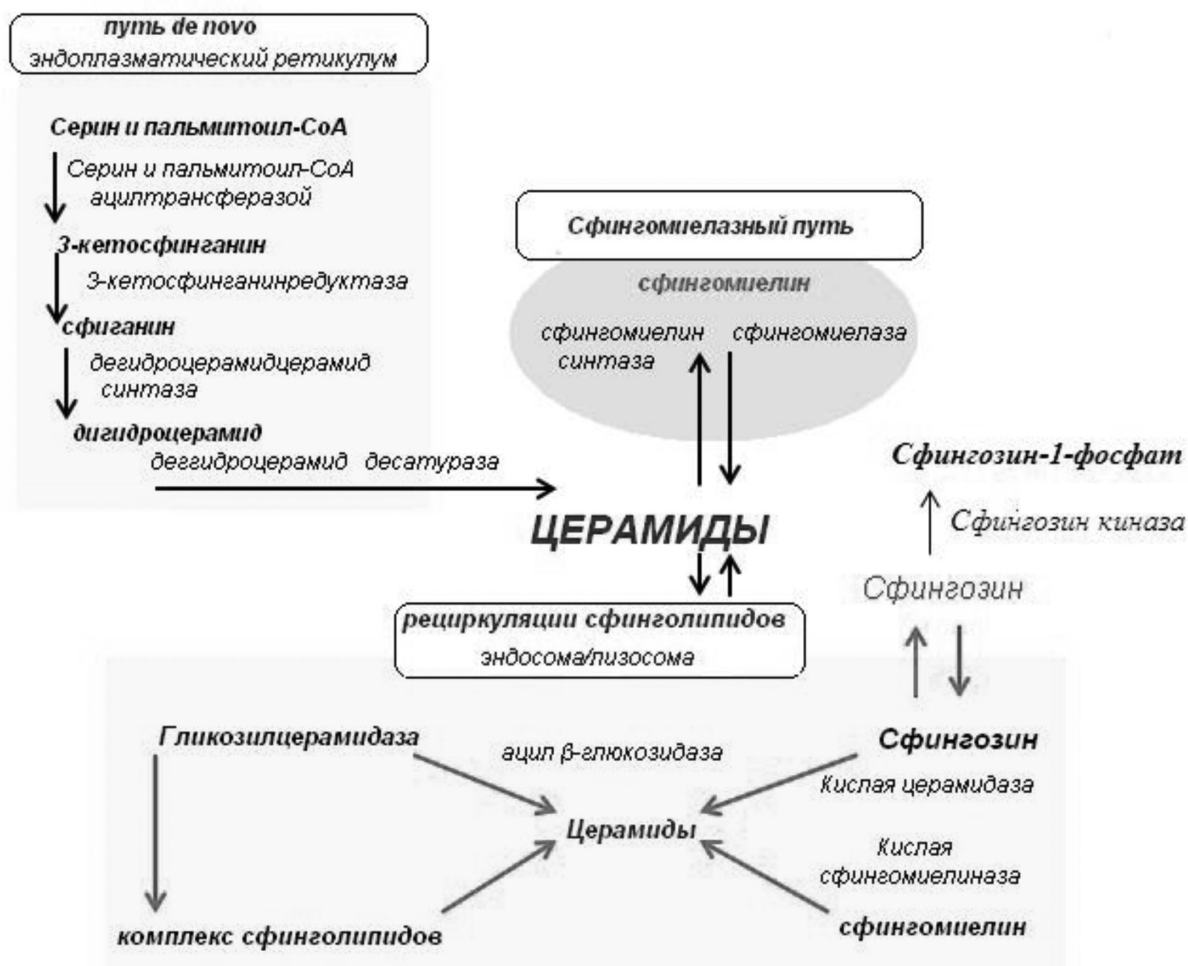 путь de novo
эндоплазматический ретикулум
Серин и пальмитоил-СоА
Серин и пальмитоил-СоА
ацилтрансферазой
3-кетосфинганин
3-кетосфинганинредуктаза
сфиганин
дегидроцерамидцерамид
синтаза
дигидроцерамид
деггидроцерамид десатураза
Сфингомиелазный путь
сфингомиелин
сфингомиелин
синтаза
сфингомиелаза
ЦЕРАМИДЫ
Сфингозин-1-фосфат
Сфингозин киназа
Сфингозин
рециркуляции сфинголипидов
эндосома/лизосома
Гликозилцерамидаза
ацил β-глюкозидаза
Сфингозин
Кислая церамидаза
Церамиды
Кислая
сфингомиелиназа
комплекс сфинголипидов
сфингомиелин